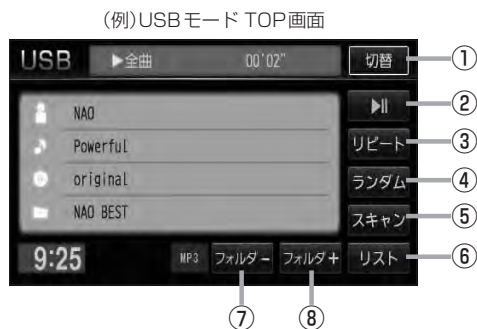 (例)USBモード TOP画面
USB ▶全曲 00'02" 切替 ①
▶II ②
NAO
Powerful リピート ③
original ランダム ④
NAO BEST スキャン ⑤
9:25 MP3 フォルダ− フォルダ+ リスト ⑥
⑦ ⑧